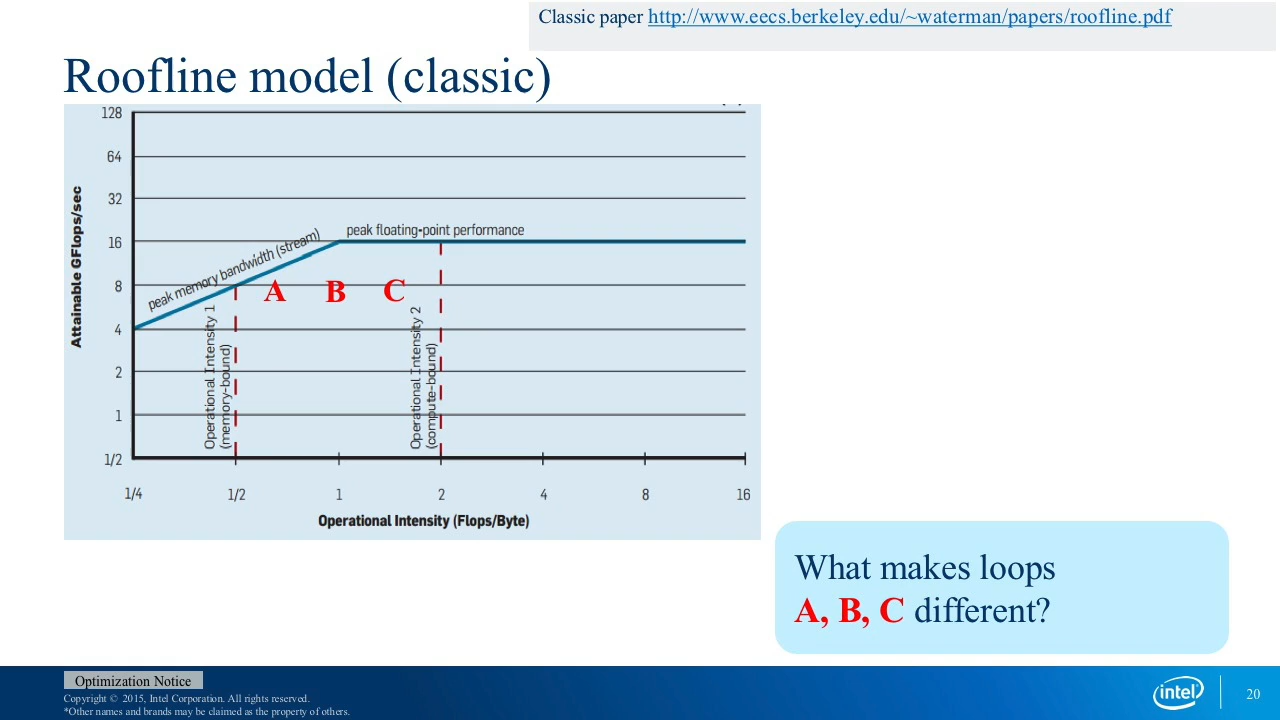 Classic paper http://www.eecs.berkeley.edu/~waterman/papers/roofline.pdf
Roofline model (classic)
128
64
32
16
8
4
2
1
1/2
Attainable GFlops/sec
peak memory bandwidth (stream)
peak floating-point performance
A B C
Operational Intensity 1
(memory-bound)
Operational Intensity 2
(compute-bound)
1/4 1/2 1 2 4 8 16
Operational Intensity (Flops/Byte)
What makes loops
A, B, C different?
Optimization Notice
Copyright © 2015, Intel Corporation. All rights reserved.
*Other names and brands may be claimed as the property of others.
intel
20